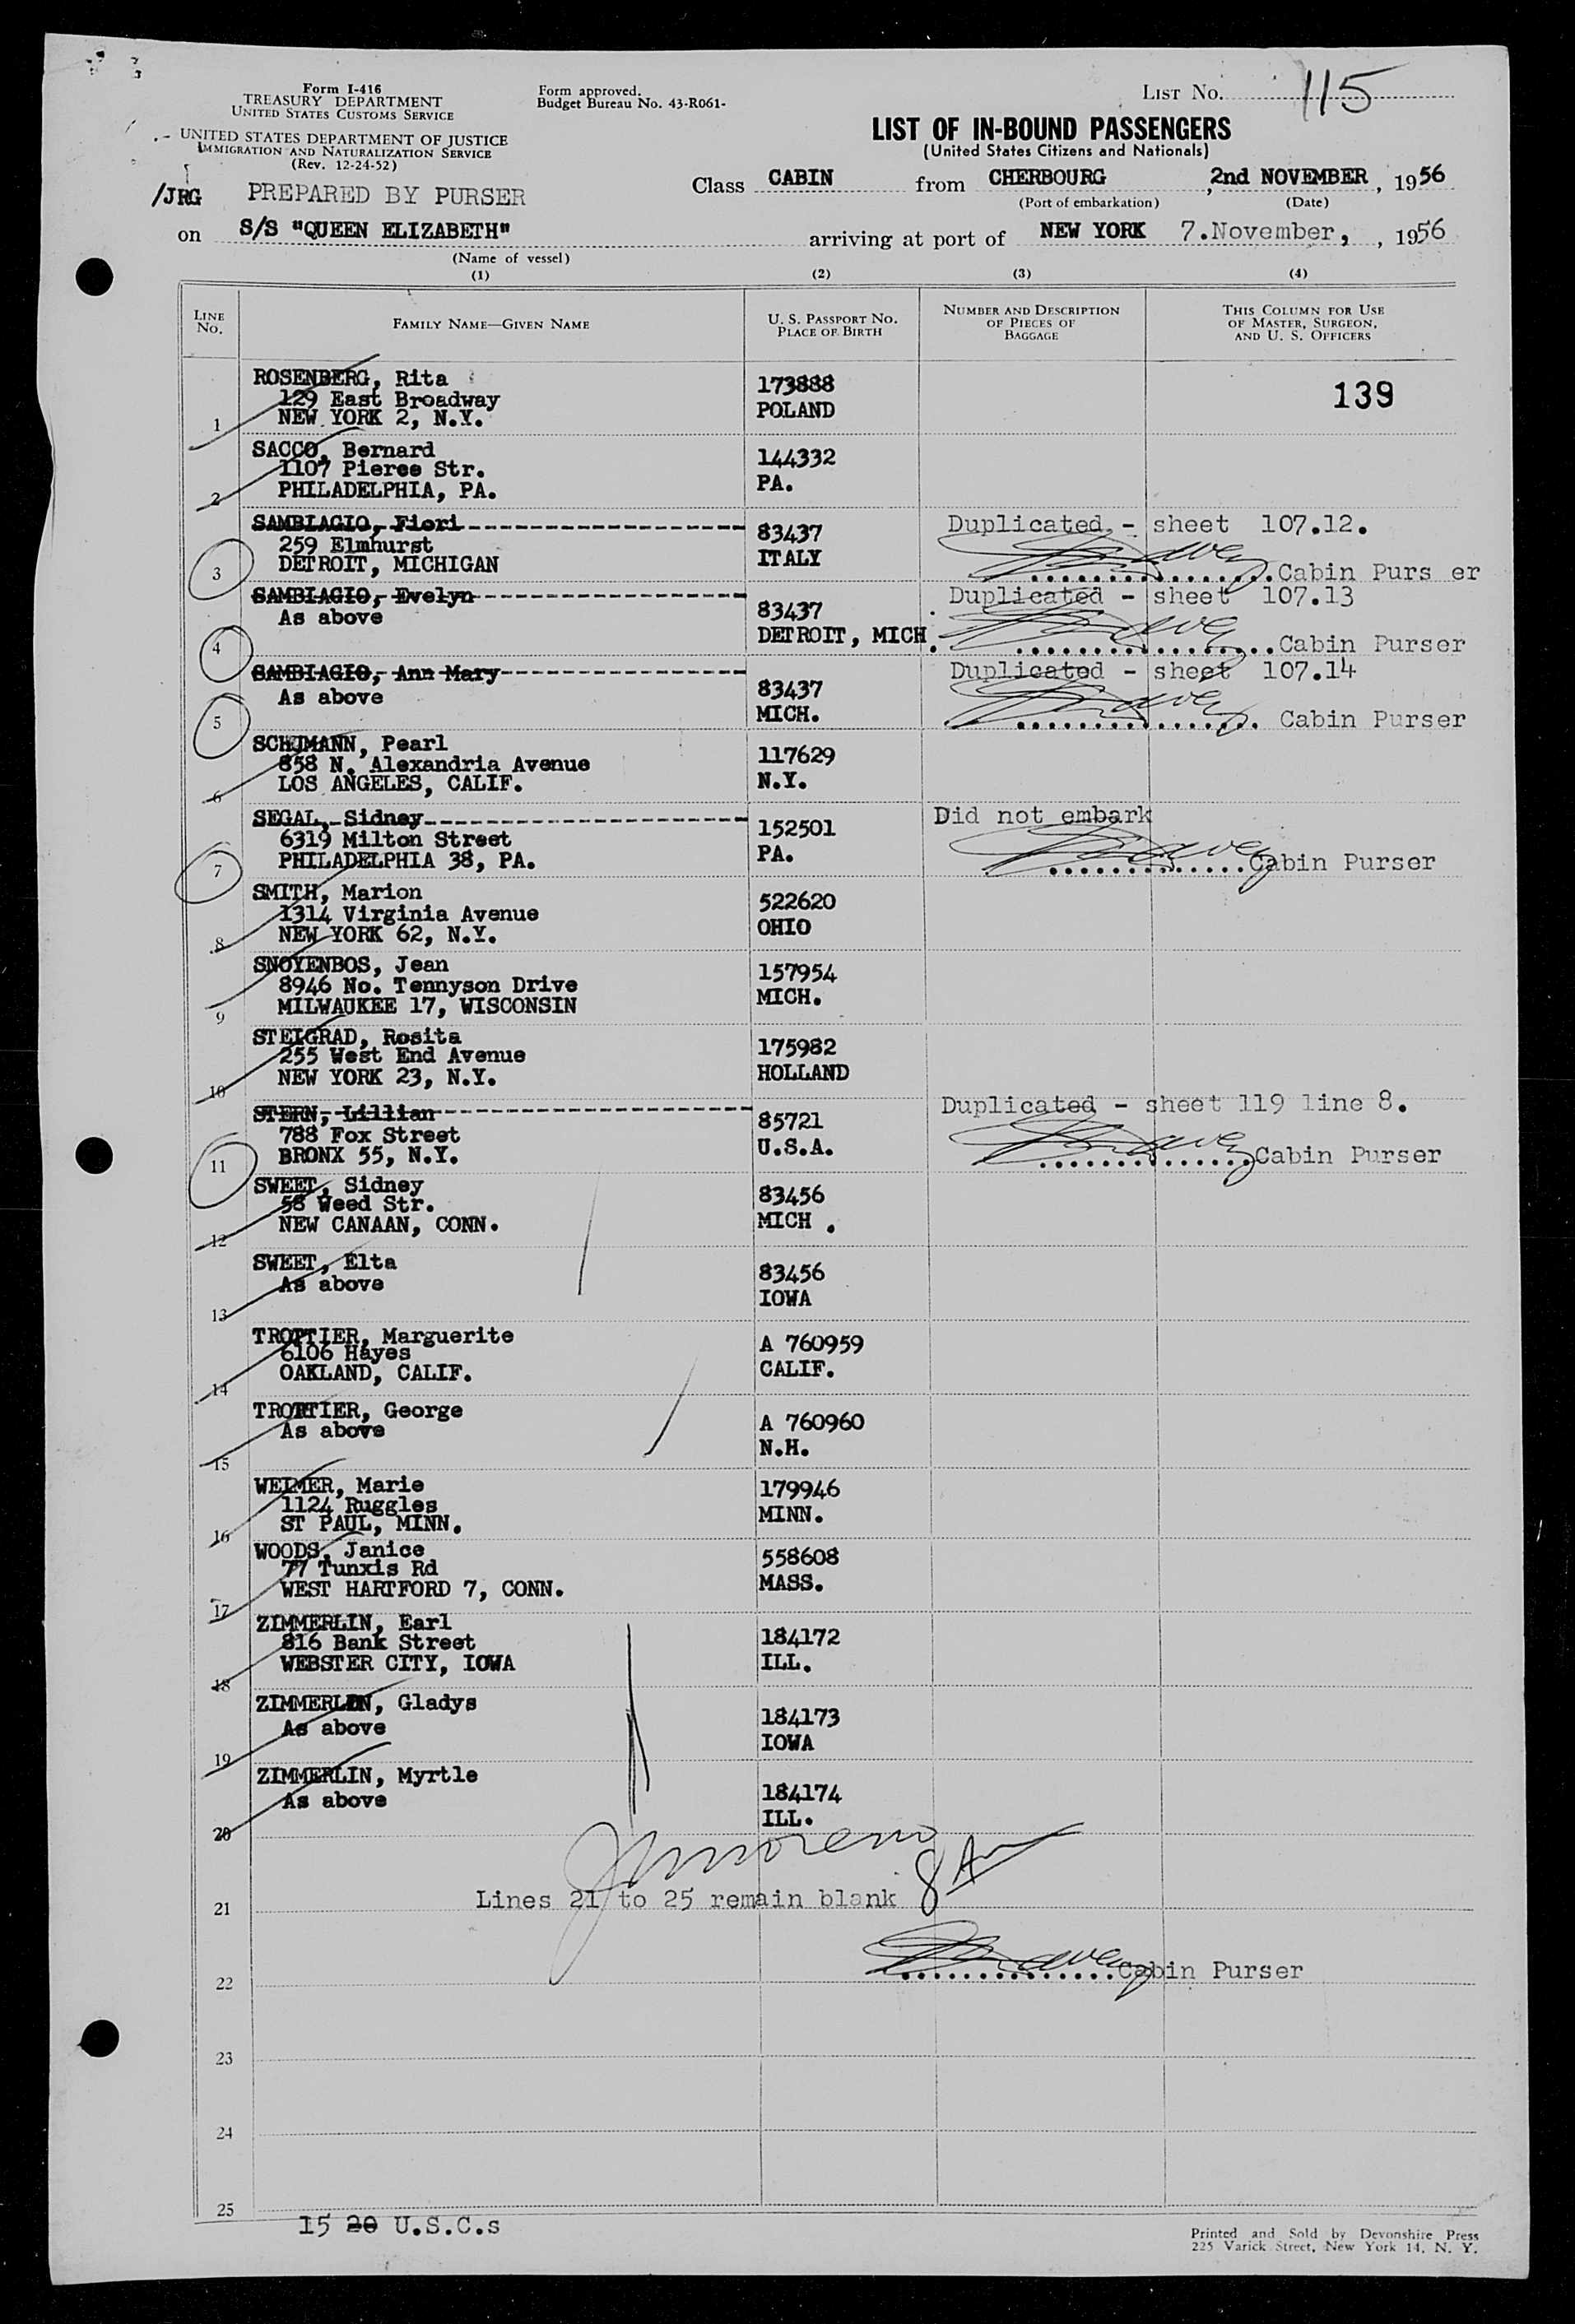 Form I-416
TREASURY DEPARTMENT
UNITED STATES CUSTOMS SERVICE
UNITED STATES DEPARTMENT OF JUSTICE
IMMIGRATION AND NATURALIZATION SERVICE
(Rev. 12-24-52)
Form approved.
Budget Bureau No. 43-R061-
LIST No. 115
LIST OF IN-BOUND PASSENGERS
(United States Citizens and Nationals)
/JRG PREPARED BY PURSER
Class CABIN from CHERBOURG, 2nd NOVEMBER, 1956
(Port of embarkation) (Date)
on S/S "QUEEN ELIZABETH" arriving at port of NEW YORK 7.November, , 1956
(Name of vessel)
(1) (2) (3) (4)
LINE No. FAMILY NAME—GIVEN NAME U. S. PASSPORT No. PLACE OF BIRTH NUMBER AND DESCRIPTION OF PIECES OF BAGGAGE THIS COLUMN FOR USE OF MASTER, SURGEON, AND U. S. OFFICERS
ROSENBERG, Rita 173888 139
129 East Broadway POLAND
1 NEW YORK 2, N.Y.
SACCO, Bernard 144332
1107 Pierce Str. PA.
2 PHILADELPHIA, PA.
SAMBIAGIO, Fiori 83437 Duplicated - sheet 107.12.
259 Elmhurst ITALY
3 DETROIT, MICHIGAN Cabin Purs er
SAMBIAGIO, Evelyn 83437 Duplicated - sheet 107.13
As above DETROIT, MICH.
4 Cabin Purser
SAMBIAGIO, Ann Mary 83437 Duplicated - sheet 107.14
As above MICH.
5 Cabin Purser
SCHUMANN, Pearl 117629
858 N. Alexandria Avenue N.Y.
6 LOS ANGELES, CALIF.
SEGAL, Sidney 152501 Did not embark
6319 Milton Street PA.
7 PHILADELPHIA 38, PA. Cabin Purser
SMITH, Marion 522620
1314 Virginia Avenue OHIO
8 NEW YORK 62, N.Y.
SNOYENBOS, Jean 157954
8946 No. Tennyson Drive MICH.
9 MILWAUKEE 17, WISCONSIN
STEIGRAD, Rosita 175982
255 West End Avenue HOLLAND
10 NEW YORK 23, N.Y.
STERN, Lillian 85721 Duplicated - sheet 119 line 8.
788 Fox Street U.S.A.
11 BRONX 55, N.Y. Cabin Purser
SWEET, Sidney 83456
58 Weed Str. MICH .
12 NEW CANAAN, CONN.
SWEET, Elta 83456
As above IOWA
13
TROTTIER, Marguerite A 760959
6106 Hayes CALIF.
14 OAKLAND, CALIF.
TROTTIER, George A 760960
As above N.H.
15
WEIMER, Marie 179946
1124 Ruggles MINN.
16 ST PAUL, MINN.
WOODS, Janice 558608
77 Tunxis Rd MASS.
17 WEST HARTFORD 7, CONN.
ZIMMERLIN, Earl 184172
816 Bank Street ILL.
18 WEBSTER CITY, IOWA
ZIMMERLIN, Gladys 184173
As above IOWA
19
ZIMMERLIN, Myrtle 184174
As above ILL.
20
21 Lines 21 to 25 remain blank
22 Cabin Purser
23
24
25
15 20 U.S.C.s
Printed and Sold by Devonshire Press
225 Varick Street, New York 14, N. Y.